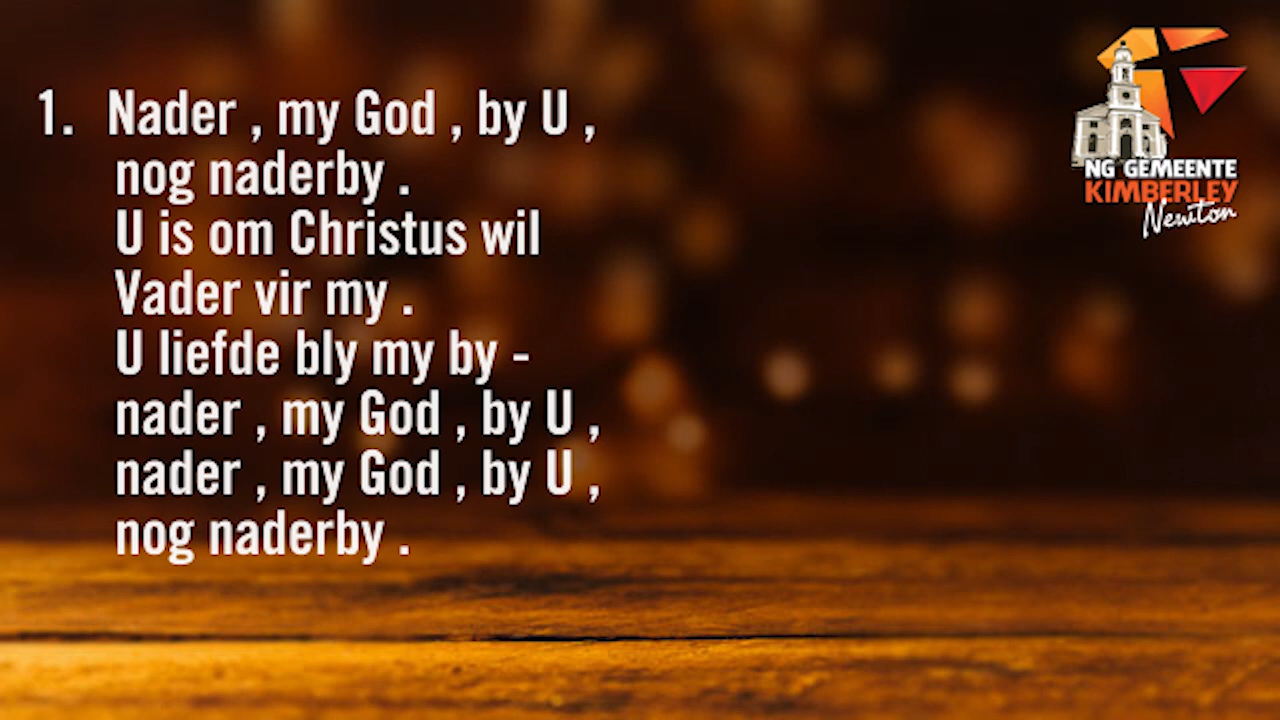 1. Nader , my God , by U ,
nog naderby .
U is om Christus wil
Vader vir my .
U liefde bly my by -
nader , my God , by U ,
nader , my God , by U ,
nog naderby .
NG GEMEENTE
KIMBERLEY
Newton